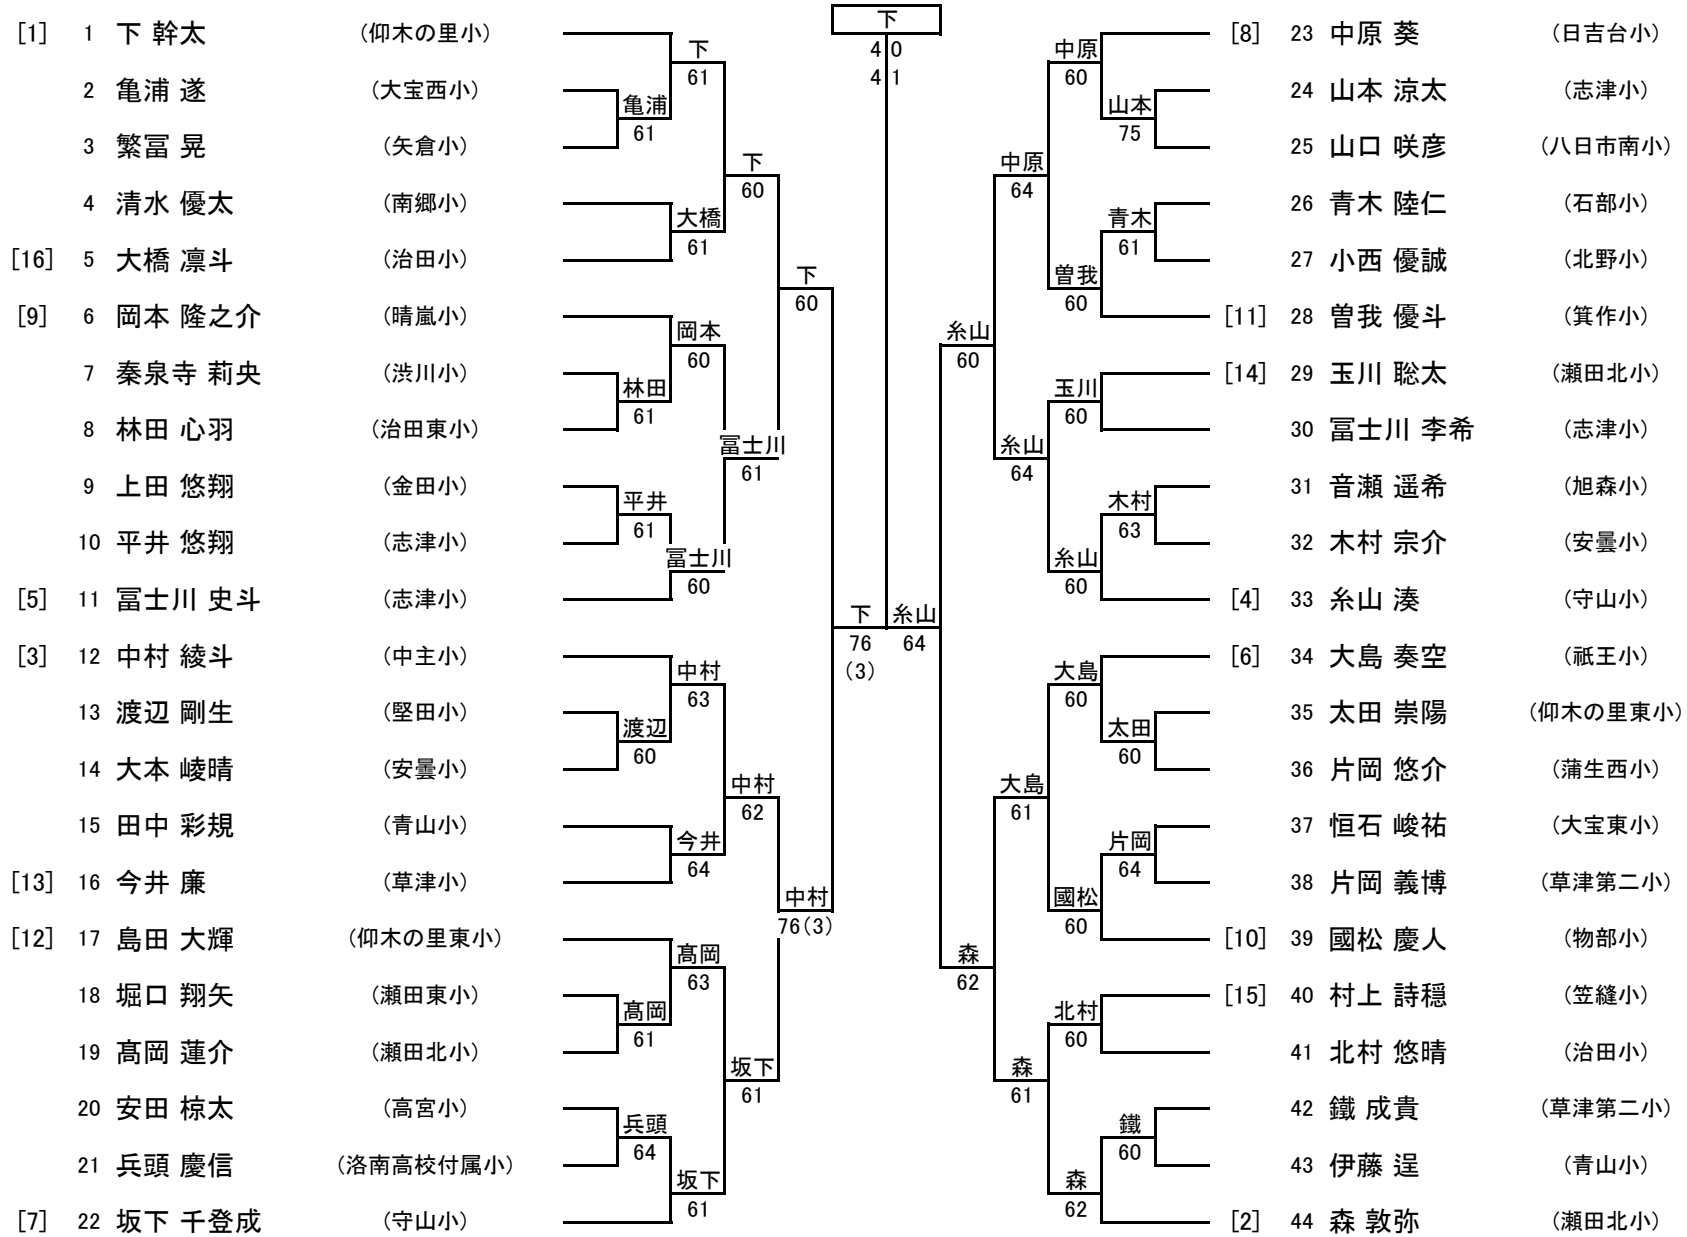 下
4 0
4 1
[1] 1 下 幹太 (仰木の里小)
下
61
2 亀浦 遂 (大宝西小)
亀浦
61
3 繁冨 晃 (矢倉小)
下
60
4 清水 優太 (南郷小)
大橋
61
[16] 5 大橋 凛斗 (治田小)
下
60
[9] 6 岡本 隆之介 (晴嵐小)
岡本
60
7 秦泉寺 莉央 (渋川小)
林田
61
8 林田 心羽 (治田東小)
冨士川
61
9 上田 悠翔 (金田小)
平井
61
10 平井 悠翔 (志津小)
冨士川
60
[5] 11 冨士川 史斗 (志津小)
下
76
(3)
[3] 12 中村 綾斗 (中主小)
中村
63
13 渡辺 剛生 (堅田小)
渡辺
60
14 大本 崚晴 (安曇小)
中村
62
15 田中 彩規 (青山小)
今井
64
[13] 16 今井 廉 (草津小)
中村
76(3)
[12] 17 島田 大輝 (仰木の里東小)
髙岡
63
18 堀口 翔矢 (瀬田東小)
髙岡
61
19 髙岡 蓮介 (瀬田北小)
坂下
61
20 安田 椋太 (高宮小)
兵頭
64
21 兵頭 慶信 (洛南高校付属小)
坂下
61
[7] 22 坂下 千登成 (守山小)
[8] 23 中原 葵 (日吉台小)
中原
60
24 山本 涼太 (志津小)
山本
75
25 山口 咲彦 (八日市南小)
中原
64
26 青木 陸仁 (石部小)
青木
61
27 小西 優誠 (北野小)
曽我
60
[11] 28 曽我 優斗 (箕作小)
糸山
60
[14] 29 玉川 聡太 (瀬田北小)
玉川
60
30 冨士川 李希 (志津小)
糸山
64
31 音瀬 遥希 (旭森小)
木村
63
32 木村 宗介 (安曇小)
糸山
60
[4] 33 糸山 湊 (守山小)
糸山
64
[6] 34 大島 奏空 (祇王小)
大島
60
35 太田 崇陽 (仰木の里東小)
太田
60
36 片岡 悠介 (蒲生西小)
大島
61
37 恒石 峻祐 (大宝東小)
片岡
64
38 片岡 義博 (草津第二小)
國松
60
[10] 39 國松 慶人 (物部小)
森
62
[15] 40 村上 詩穏 (笠縫小)
北村
60
41 北村 悠晴 (治田小)
森
61
42 鐵 成貴 (草津第二小)
鐵
60
43 伊藤 逞 (青山小)
森
62
[2] 44 森 敦弥 (瀬田北小)